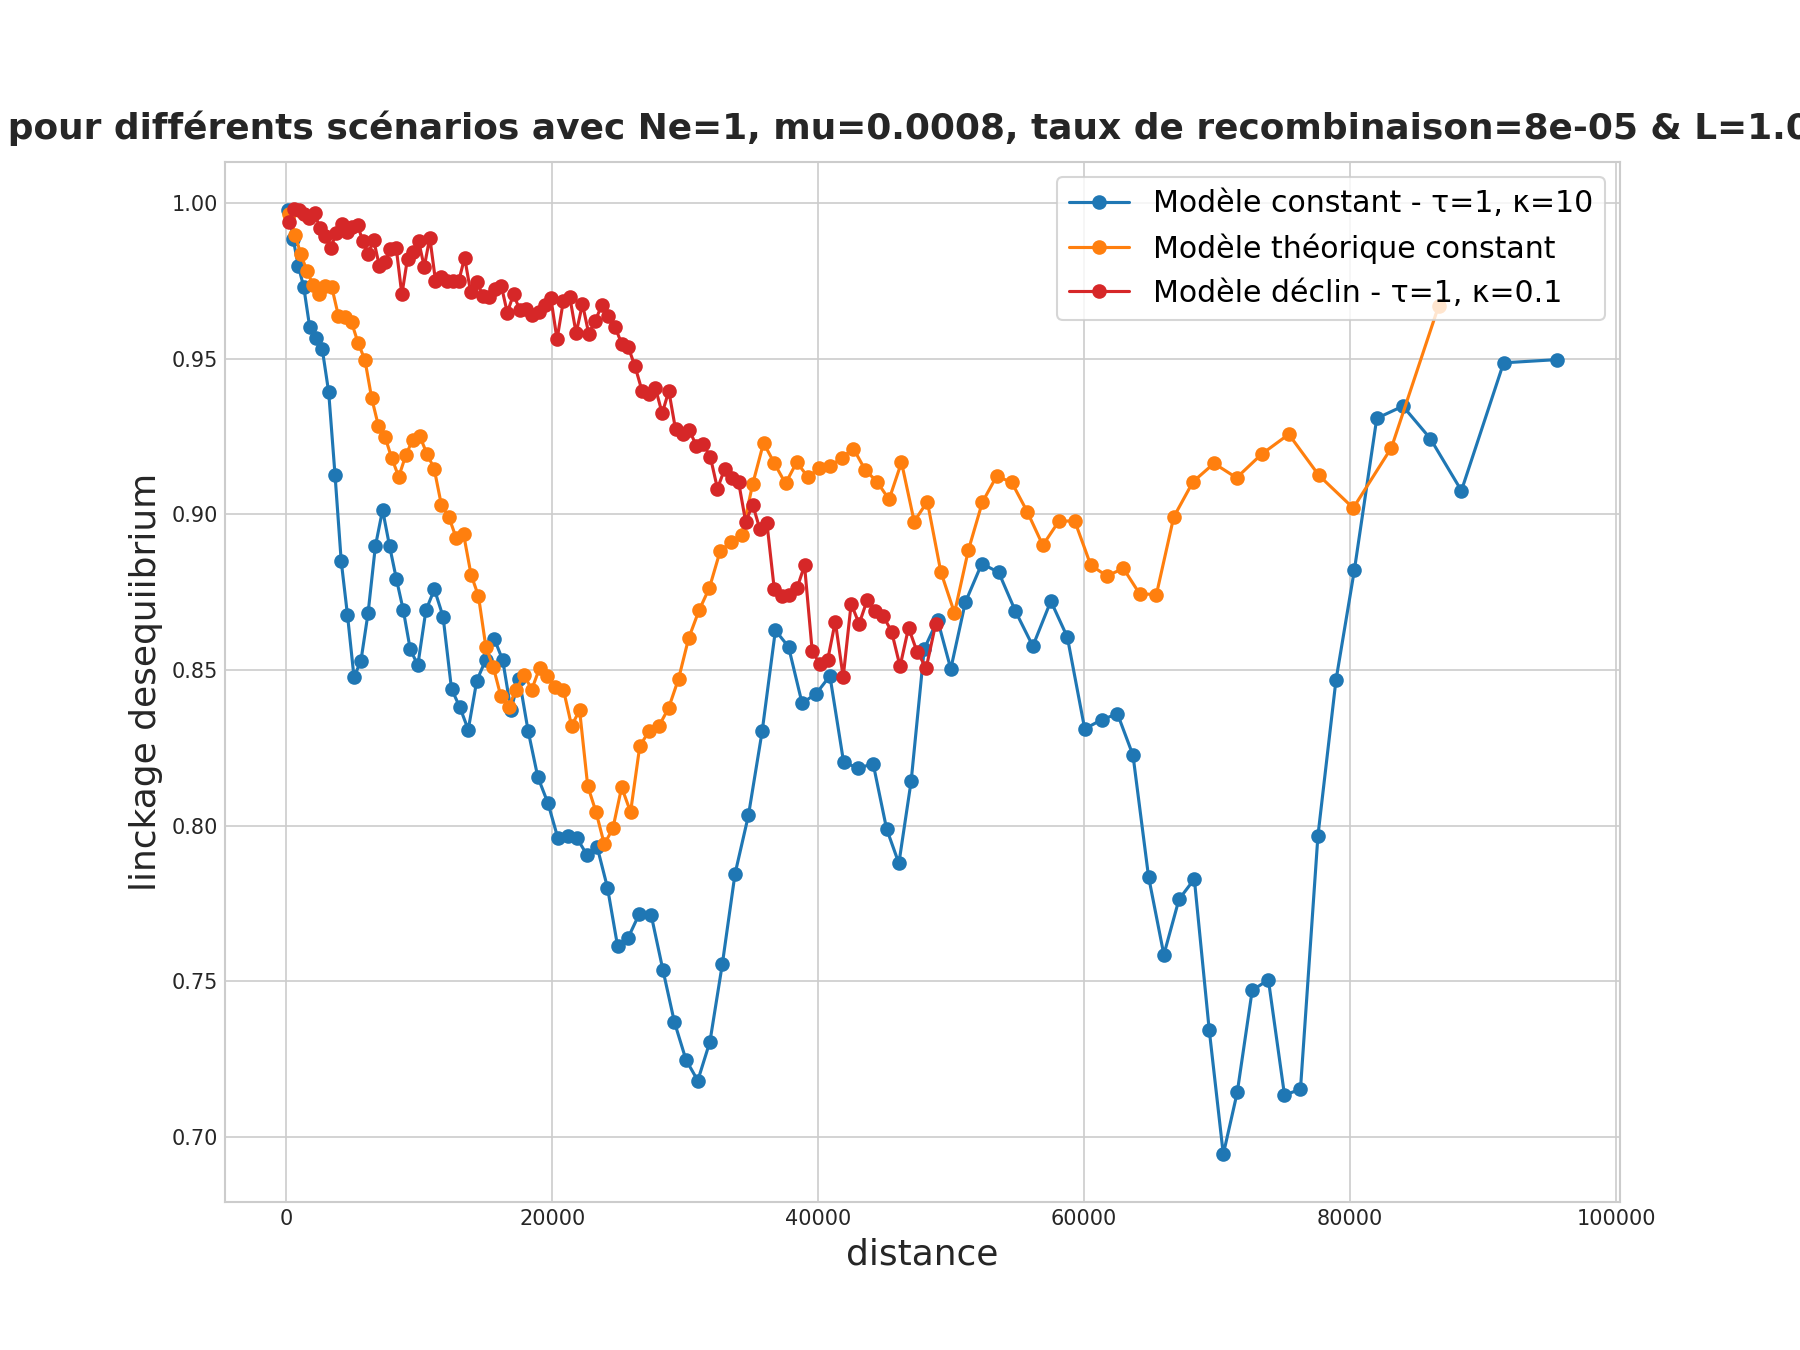 pour différents scénarios avec Ne=1, mu=0.0008, taux de recombinaison=8e-05 & L=1.0
Modèle constant - τ=1, κ=10
Modèle théorique constant
Modèle déclin - τ=1, κ=0.1
linckage desequilibrium
1.00
0.95
0.90
0.85
0.80
0.75
0.70
0
20000
40000
60000
80000
100000
distance